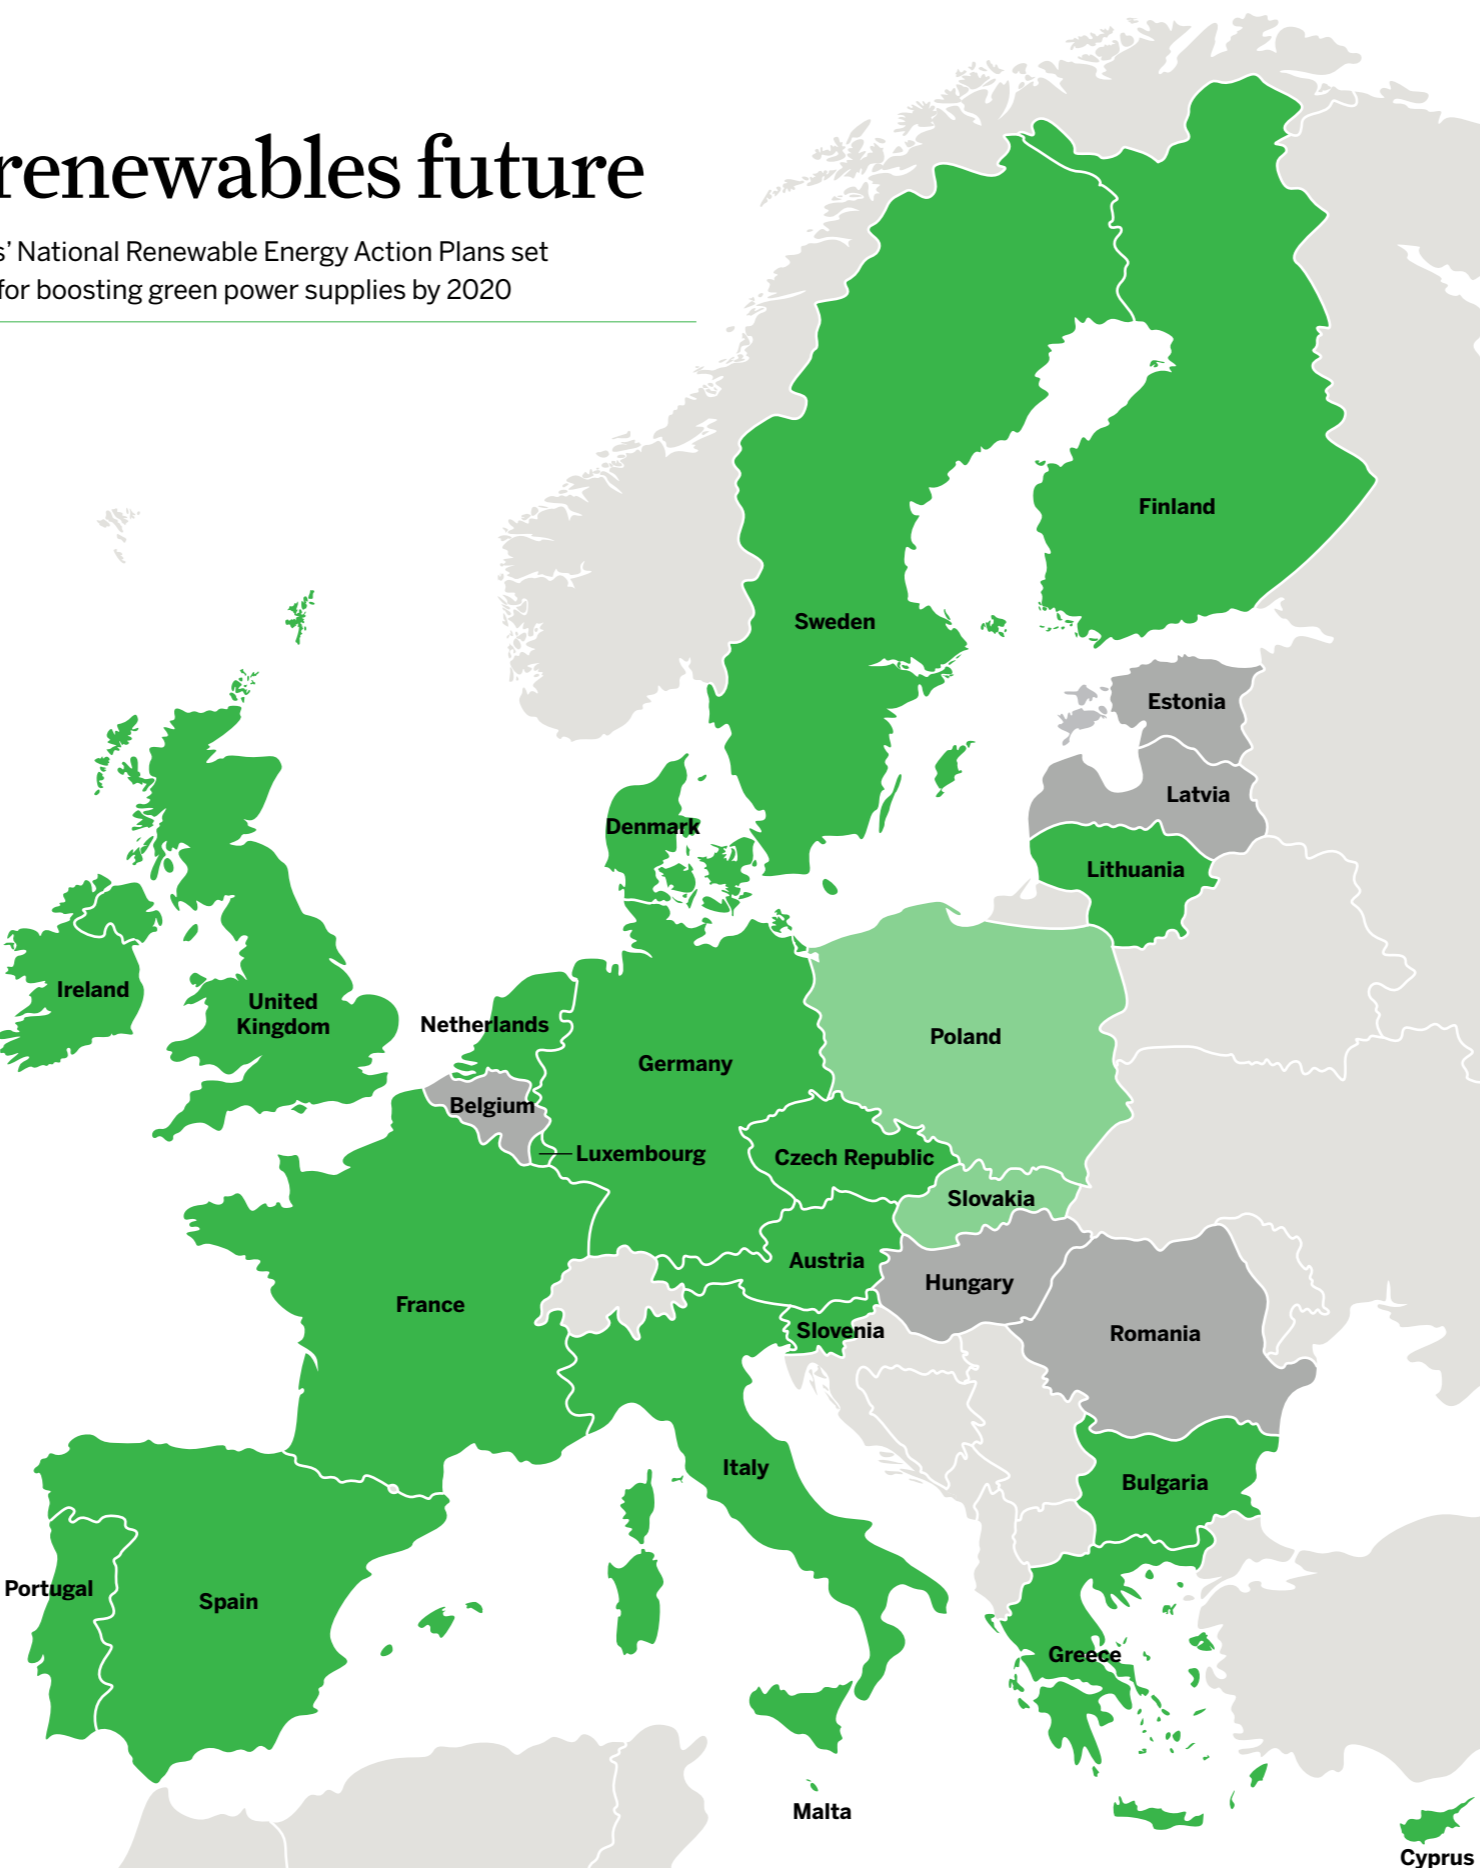 renewables future
s’ National Renewable Energy Action Plans set
for boosting green power supplies by 2020
Finland
Sweden
Estonia
Latvia
Denmark
Lithuania
Ireland
United
Kingdom
Netherlands
Poland
Germany
Belgium
Luxembourg
Czech Republic
Slovakia
Austria
Hungary
France
Slovenia
Romania
Italy
Bulgaria
Portugal
Spain
Greece
Malta
Cyprus